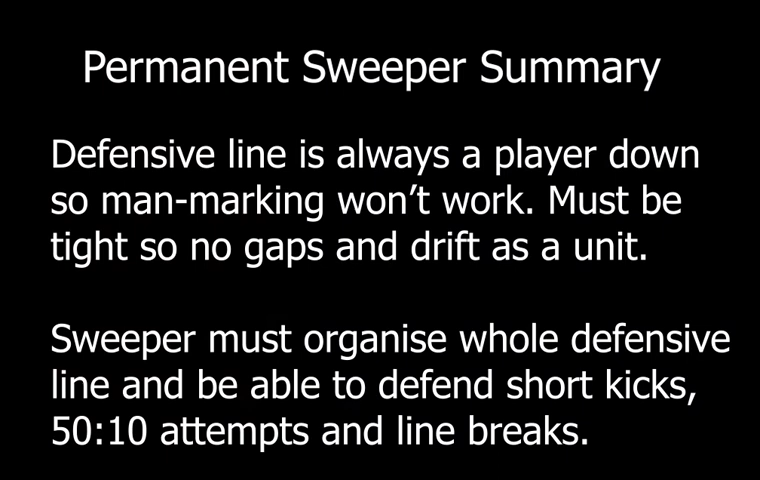 Permanent Sweeper Summary
Defensive line is always a player down
so man-marking won't work. Must be
tight so no gaps and drift as a unit.
Sweeper must organise whole defensive
line and be able to defend short kicks,
50:10 attempts and line breaks.